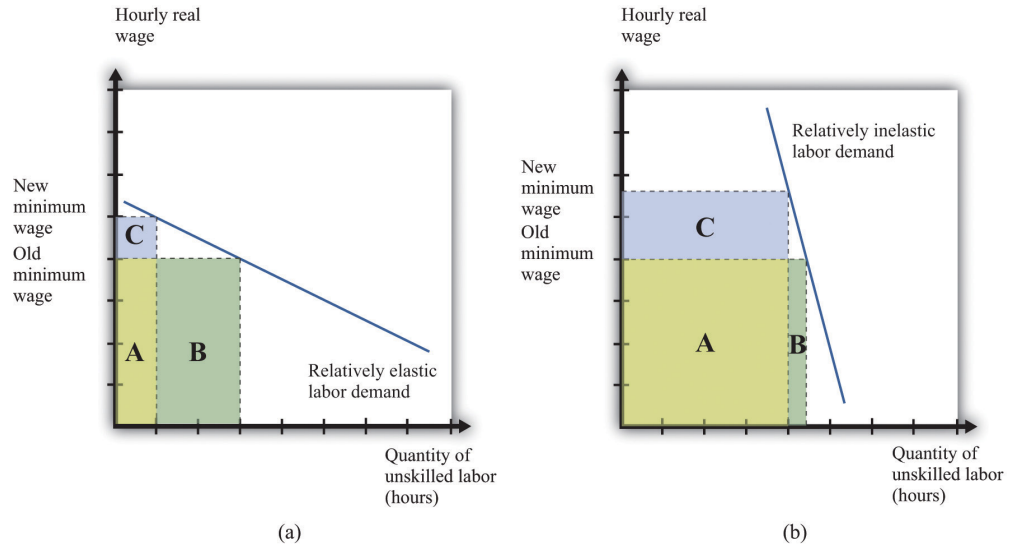 Hourly real
wage
New
minimum
wage
Old
minimum
wage
C
A
B
Relatively elastic
labor demand
Quantity of
unskilled labor
(hours)
(a)
Hourly real
wage
Relatively inelastic
labor demand
New
minimum
wage
Old
minimum
wage
C
A
B
Quantity of
unskilled labor
(hours)
(b)